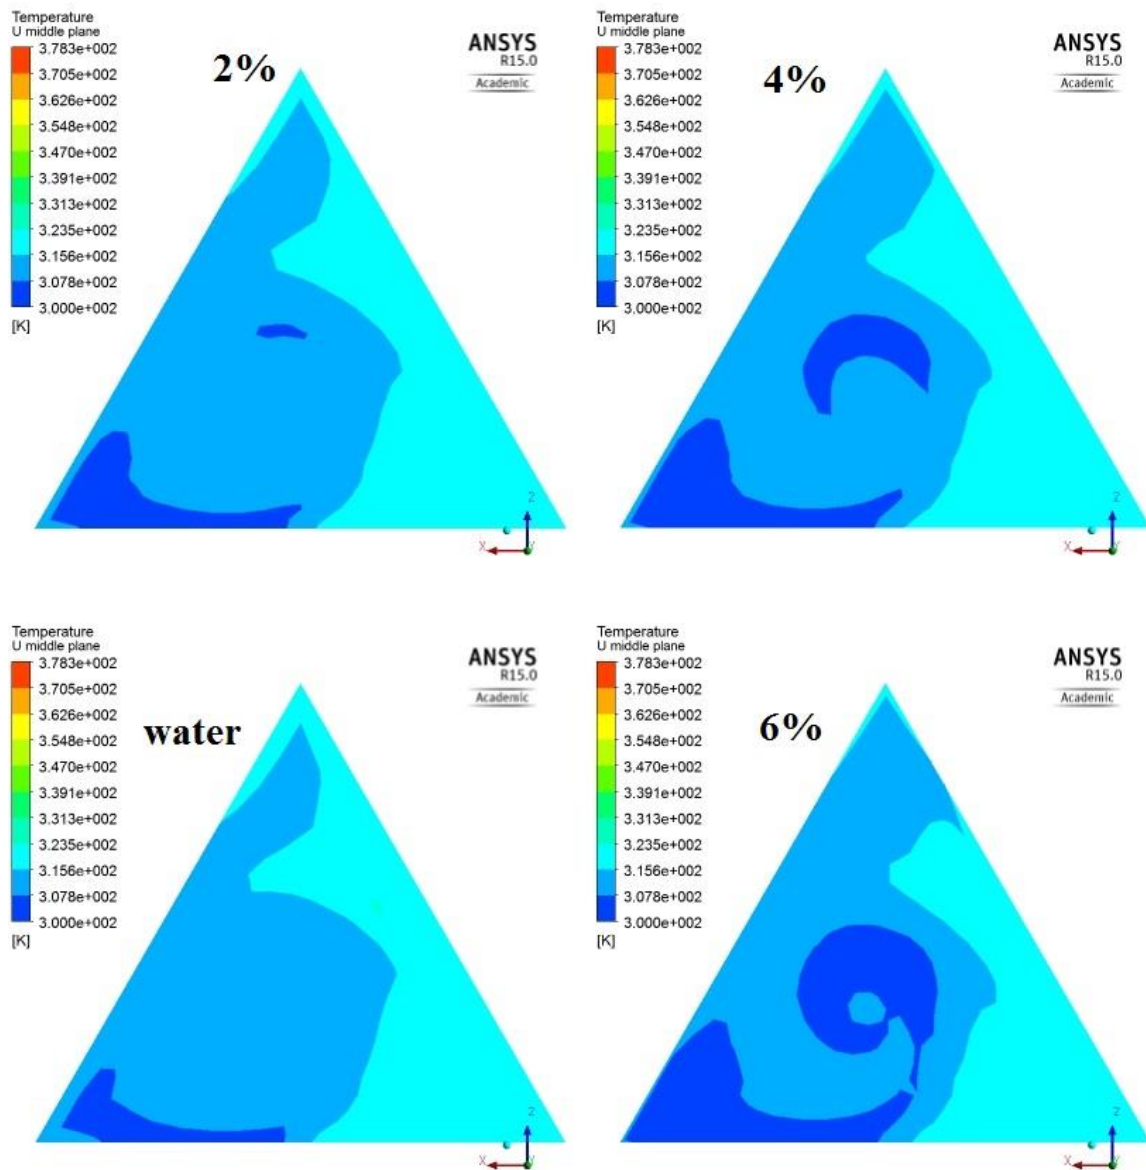 Temperature
U middle plane
3.783e+002
3.705e+002
3.626e+002
3.548e+002
3.470e+002
3.391e+002
3.313e+002
3.235e+002
3.156e+002
3.078e+002
3.000e+002
[K]
2%
ANSYS
R15.0
Academic
Z
X
Y
Temperature
U middle plane
3.783e+002
3.705e+002
3.626e+002
3.548e+002
3.470e+002
3.391e+002
3.313e+002
3.235e+002
3.156e+002
3.078e+002
3.000e+002
[K]
4%
ANSYS
R15.0
Academic
Z
X
Y
Temperature
U middle plane
3.783e+002
3.705e+002
3.626e+002
3.548e+002
3.470e+002
3.391e+002
3.313e+002
3.235e+002
3.156e+002
3.078e+002
3.000e+002
[K]
water
ANSYS
R15.0
Academic
Z
X
Y
Temperature
U middle plane
3.783e+002
3.705e+002
3.626e+002
3.548e+002
3.470e+002
3.391e+002
3.313e+002
3.235e+002
3.156e+002
3.078e+002
3.000e+002
[K]
6%
ANSYS
R15.0
Academic
Z
X
Y